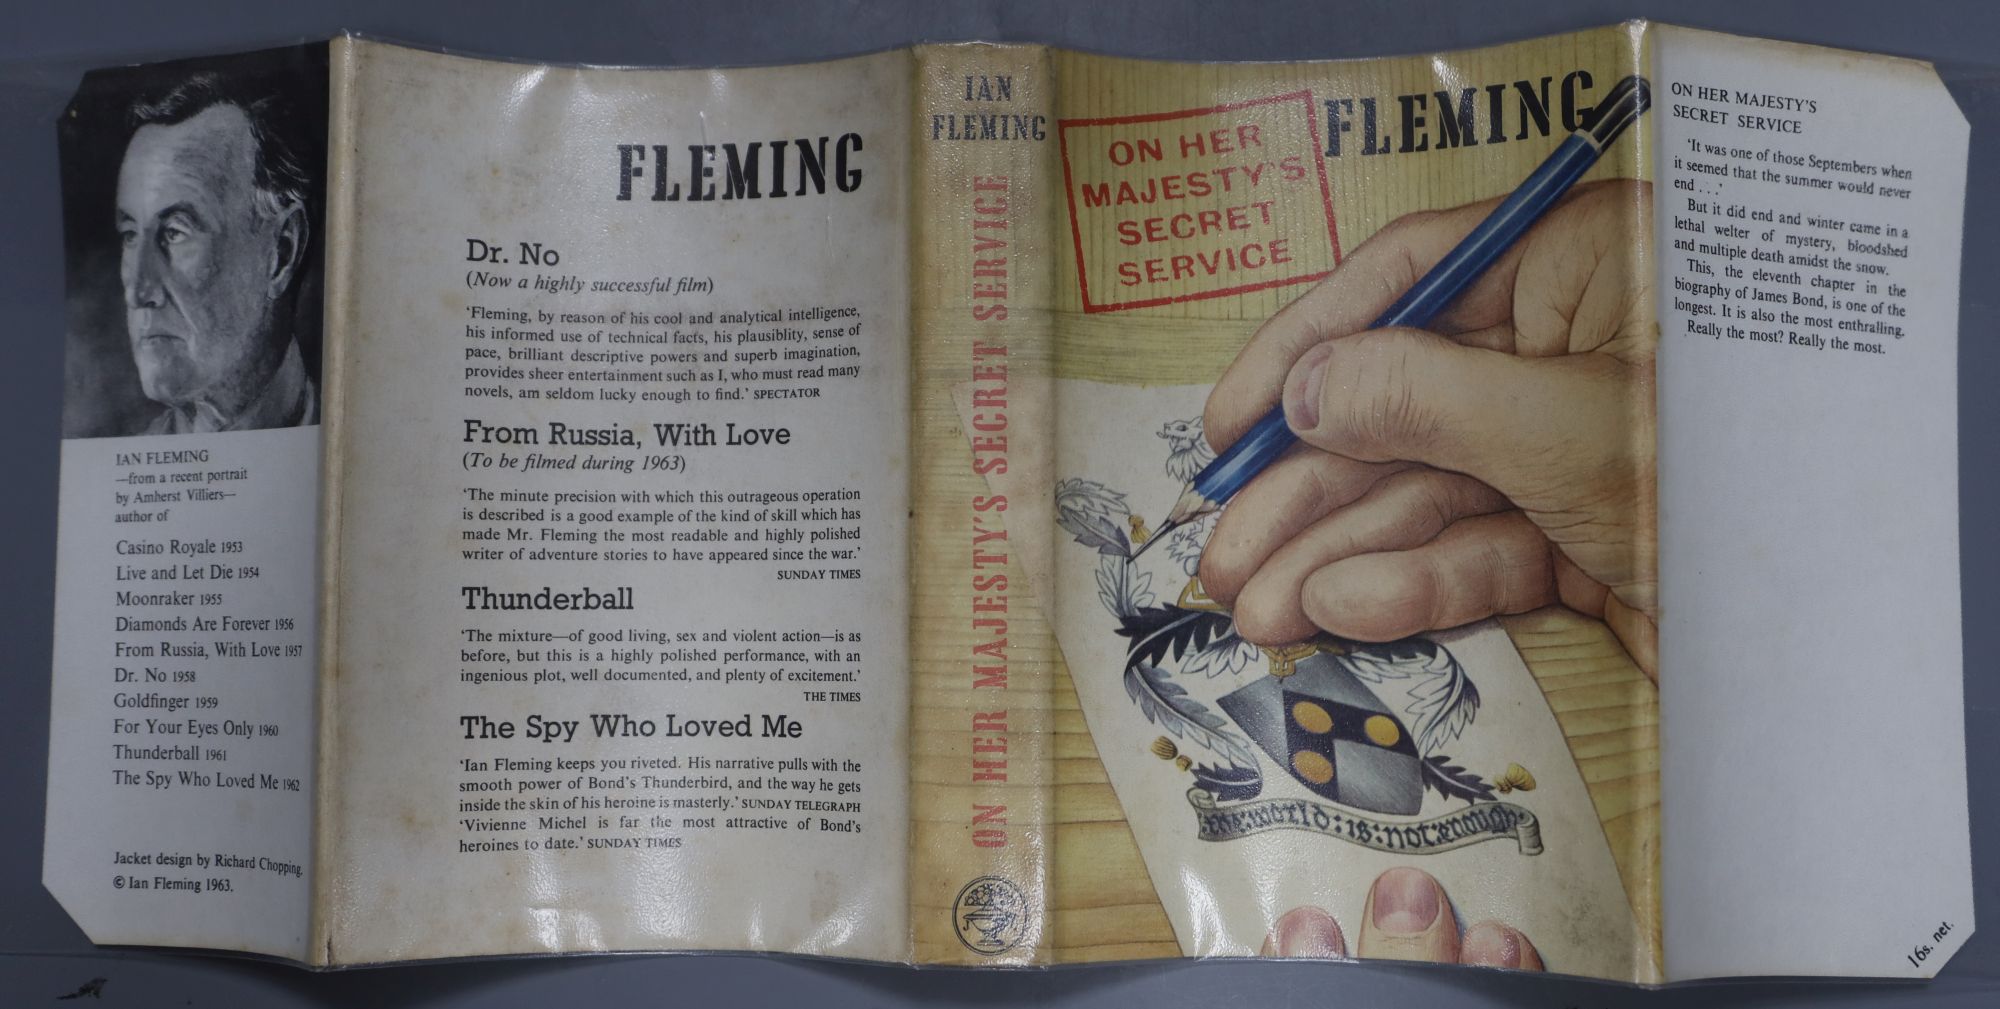 IAN FLEMING
—from a recent portrait
by Amherst Villiers—
author of
Casino Royale 1953
Live and Let Die 1954
Moonraker 1955
Diamonds Are Forever 1956
From Russia, With Love 1957
Dr. No 1958
Goldfinger 1959
For Your Eyes Only 1960
Thunderball 1961
The Spy Who Loved Me 1962
Jacket design by Richard Chopping.
© Ian Fleming 1963.
FLEMING
Dr. No
(Now a highly successful film)
‘Fleming, by reason of his cool and analytical intelligence,
his informed use of technical facts, his plausiblity, sense of
pace, brilliant descriptive powers and superb imagination,
provides sheer entertainment such as I, who must read many
novels, am seldom lucky enough to find.’ SPECTATOR
From Russia, With Love
(To be filmed during 1963)
‘The minute precision with which this outrageous operation
is described is a good example of the kind of skill which has
made Mr. Fleming the most readable and highly polished
writer of adventure stories to have appeared since the war.’
SUNDAY TIMES
Thunderball
‘The mixture—of good living, sex and violent action—is as
before, but this is a highly polished performance, with an
ingenious plot, well documented, and plenty of excitement.’
THE TIMES
The Spy Who Loved Me
‘Ian Fleming keeps you riveted. His narrative pulls with the
smooth power of Bond’s Thunderbird, and the way he gets
inside the skin of his heroine is masterly.’ SUNDAY TELEGRAPH
‘Vivienne Michel is far the most attractive of Bond’s
heroines to date.’ SUNDAY TIMES
IAN
FLEMING
ON HER MAJESTY'S SECRET SERVICE
FLEMING
ON HER
MAJESTY'S
SECRET
SERVICE
the:world:is:not:enough
ON HER MAJESTY'S
SECRET SERVICE
‘It was one of those Septembers when
it seemed that the summer would never
end . . .’
But it did end and winter came in a
lethal welter of mystery, bloodshed
and multiple death amidst the snow.
This, the eleventh chapter in the
biography of James Bond, is one of the
longest. It is also the most enthralling.
Really the most? Really the most.
16s. net.